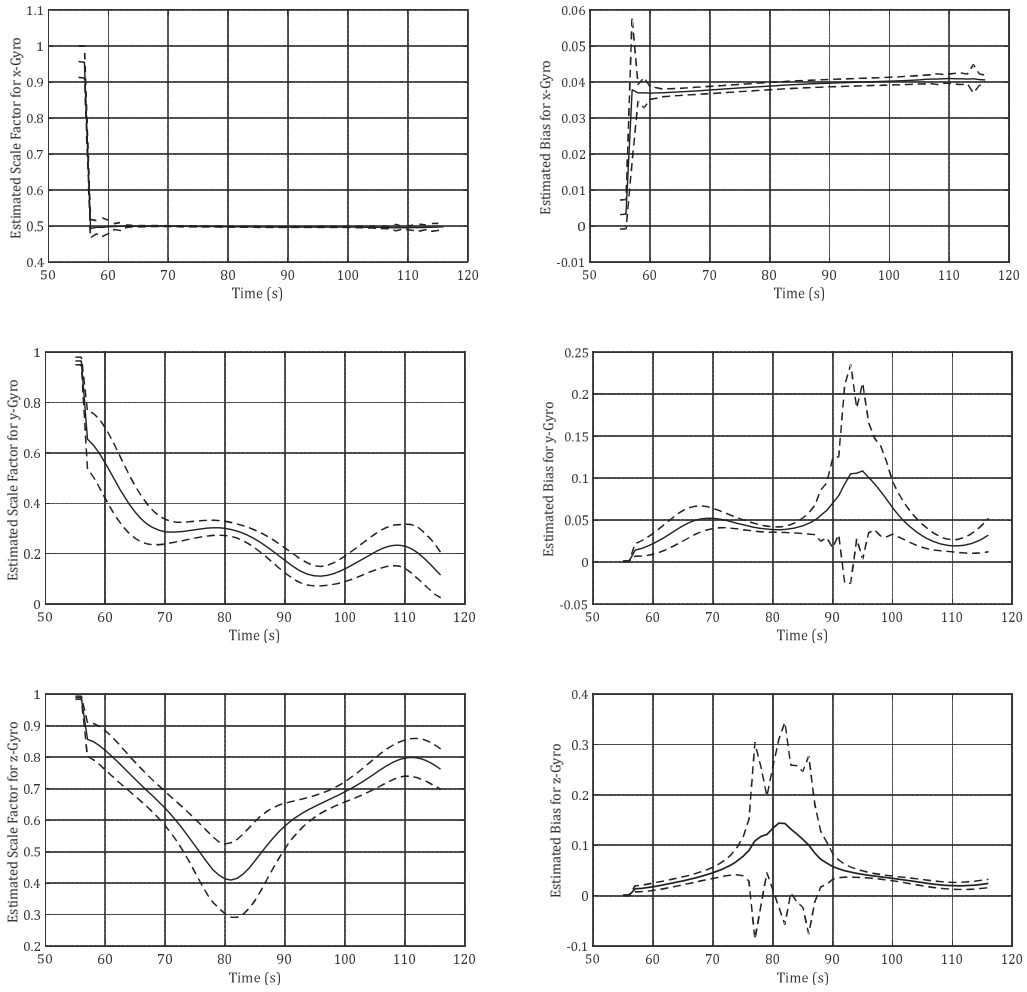 Estimated Scale Factor for x-Gyro
1.1
1
0.9
0.8
0.7
0.6
0.5
0.4
50 60 70 80 90 100 110 120
Time (s)
Estimated Bias for x-Gyro
0.06
0.05
0.04
0.03
0.02
0.01
0
-0.01
50 60 70 80 90 100 110 120
Time (s)
Estimated Scale Factor for y-Gyro
1
0.8
0.6
0.4
0.2
0
50 60 70 80 90 100 110 120
Time (s)
Estimated Bias for y-Gyro
0.25
0.2
0.15
0.1
0.05
0
-0.05
50 60 70 80 90 100 110 120
Time (s)
Estimated Scale Factor for z-Gyro
1
0.9
0.8
0.7
0.6
0.5
0.4
0.3
0.2
50 60 70 80 90 100 110 120
Time (s)
Estimated Bias for z-Gyro
0.4
0.3
0.2
0.1
0
-0.1
50 60 70 80 90 100 110 120
Time (s)